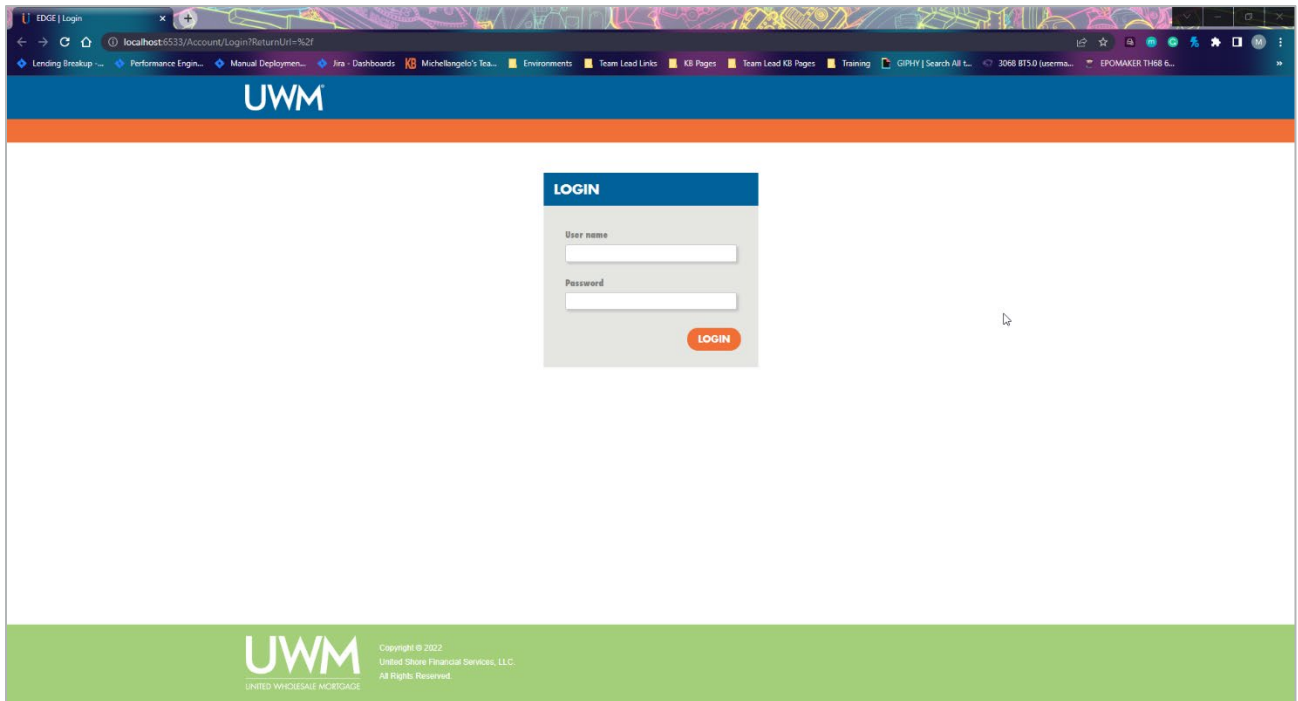 EDGE | Login
localhost:6533/Account/Login?ReturnUrl=%2f
Lending Breakup -... Performance Engin... Manual Deploymen... Jira - Dashboards KB Michellangelo's Tea... Environments Team Lead Links KB Pages Team Lead KB Pages Training GIPHY | Search All t... 3068 BT5.0 (userma... EPOMAKER TH68 6... »
UWM
LOGIN
User name
Password
LOGIN
UWM
UNITED WHOLESALE MORTGAGE
Copyright © 2022
United Shore Financial Services, LLC.
All Rights Reserved.